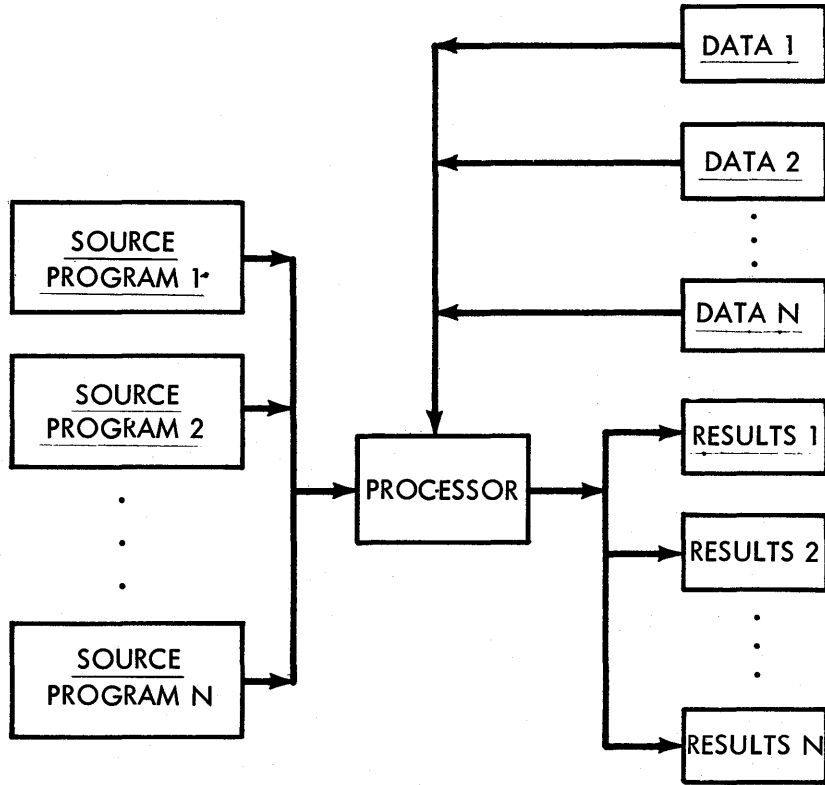 DATA 1
DATA 2
DATA N
SOURCE
PROGRAM 1
SOURCE
PROGRAM 2
SOURCE
PROGRAM N
PROCESSOR
RESULTS 1
RESULTS 2
RESULTS N